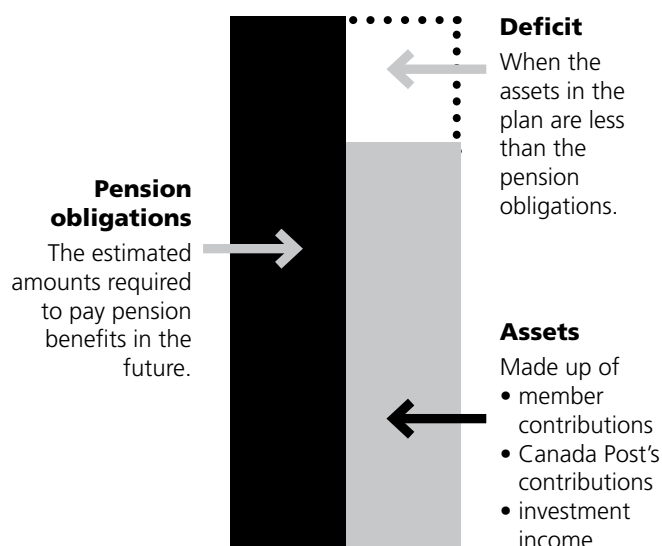 Deficit
When the
assets in the
plan are less
than the
pension
obligations.
Pension
obligations
The estimated
amounts required
to pay pension
benefits in the
future.
Assets
Made up of
• member
contributions
• Canada Post's
contributions
• investment
income